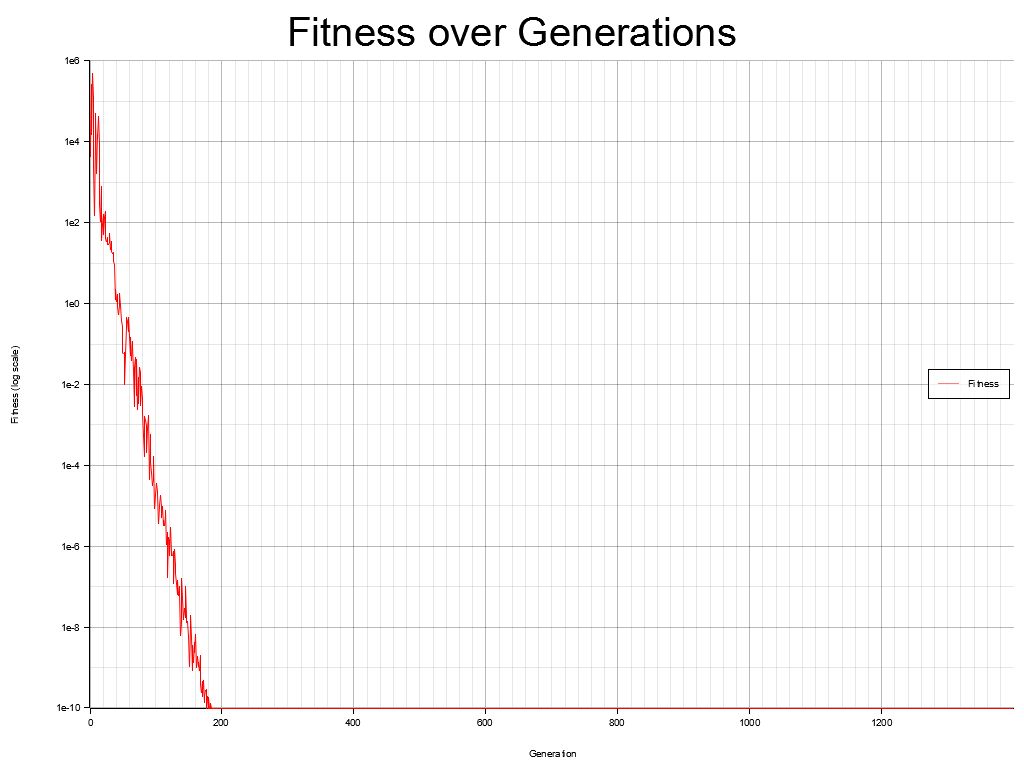 Fitness over Generations
1e6
1e4
1e2
1e0
1e-2
1e-4
1e-6
1e-8
1e-10
Fitness (log scale)
Fitness
0 200 400 600 800 1000 1200
Generation